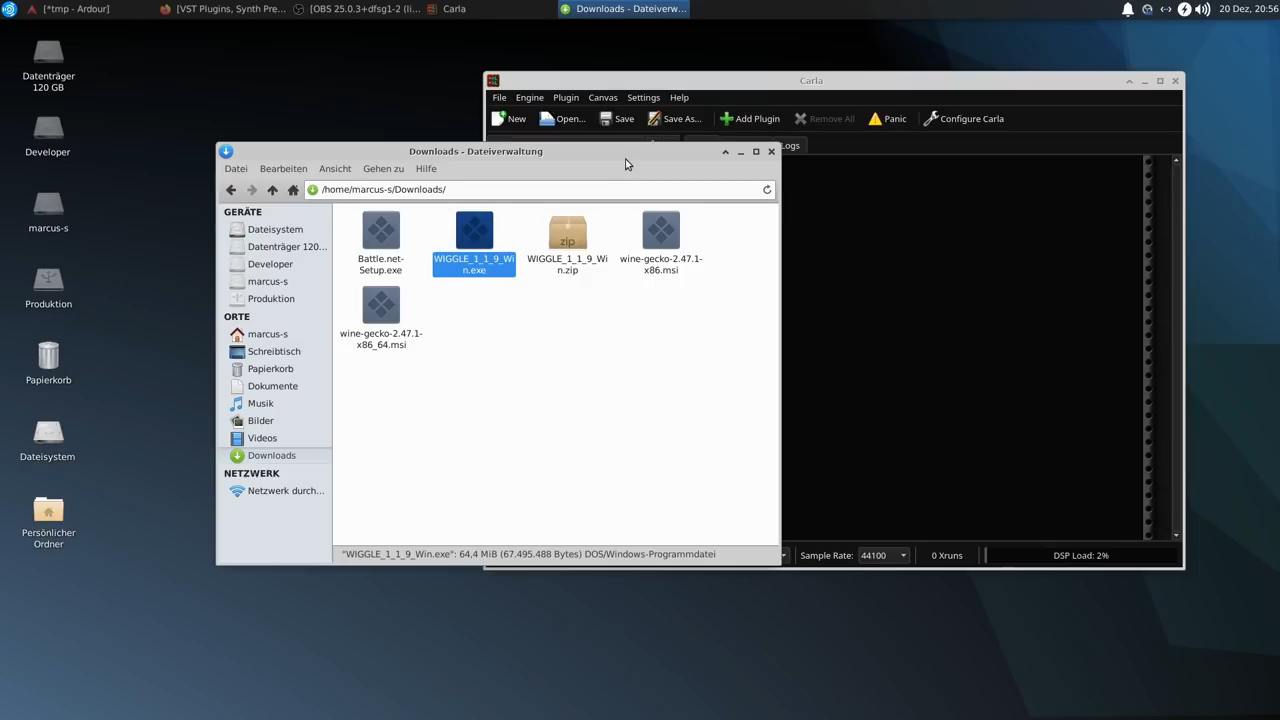 [*tmp - Ardour]
[VST Plugins, Synth Pre...
[OBS 25.0.3+dfsg1-2 (li...
Carla
Downloads - Dateierw...
20 Dez, 20:56
Datenträger
120 GB
Developer
marcus-s
Produktion
Papierkorb
Dateisystem
Persönlicher
Ordner
Carla
File
Engine
Plugin
Canvas
Settings
Help
New
Open...
Save
Save As...
Add Plugin
Remove All
Panic
Configure Carla
Logs
Downloads - Dateiverwaltung
Datei
Bearbeiten
Ansicht
Gehen zu
Hilfe
/home/marcus-s/Downloads/
GERÄTE
Dateisystem
Datenträger 120...
Developer
marcus-s
Produktion
ORTE
marcus-s
Schreibtisch
Papierkorb
Dokumente
Musik
Bilder
Videos
Downloads
NETZWERK
Netzwerk durch...
Battle.net-
Setup.exe
WIGGLE_1_1_9_Wi
n.exe
WIGGLE_1_1_9_Wi
n.zip
zip
wine-gecko-2.47.1-
x86.msi
wine-gecko-2.47.1-
x86_64.msi
"WIGGLE_1_1_9_Win.exe": 64,4 MiB (67.495.488 Bytes) DOS/Windows-Programmdatei
Sample Rate:
44100
0 Xruns
DSP Load: 2%